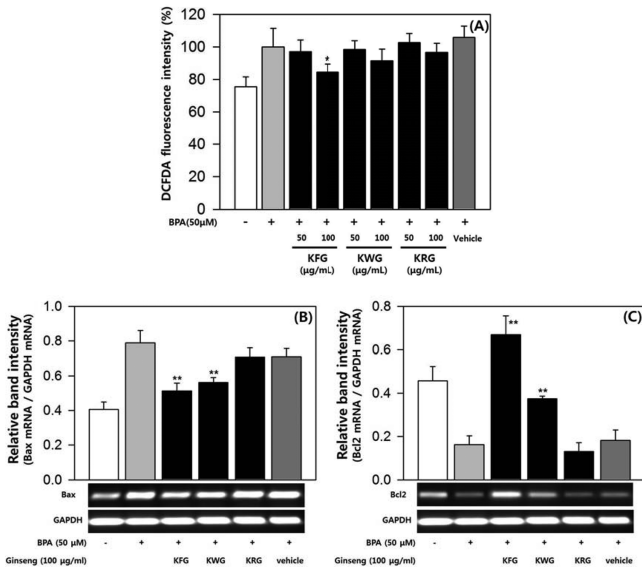 (A)
DCFDA fluorescence intensity (%)
120
100
80
60
40
20
0
*
BPA(50μM) - + + + + + + + +
50 100 50 100 50 100 Vehicle
KFG KWG KRG
(μg/mL) (μg/mL) (μg/mL)
(B)
Relative band intensity
(Bax mRNA / GAPDH mRNA)
1.0
0.8
0.6
0.4
0.2
0.0
** **
Bax
GAPDH
BPA (50 μM) - + + + + +
Ginseng (100 μg/ml) KFG KWG KRG vehicle
(C)
Relative band intensity
(Bcl2 mRNA / GAPDH mRNA)
0.8
0.6
0.4
0.2
0.0
**
**
Bcl2
GAPDH
BPA (50 μM) - + + + + +
Ginseng (100 μg/ml) KFG KWG KRG vehicle